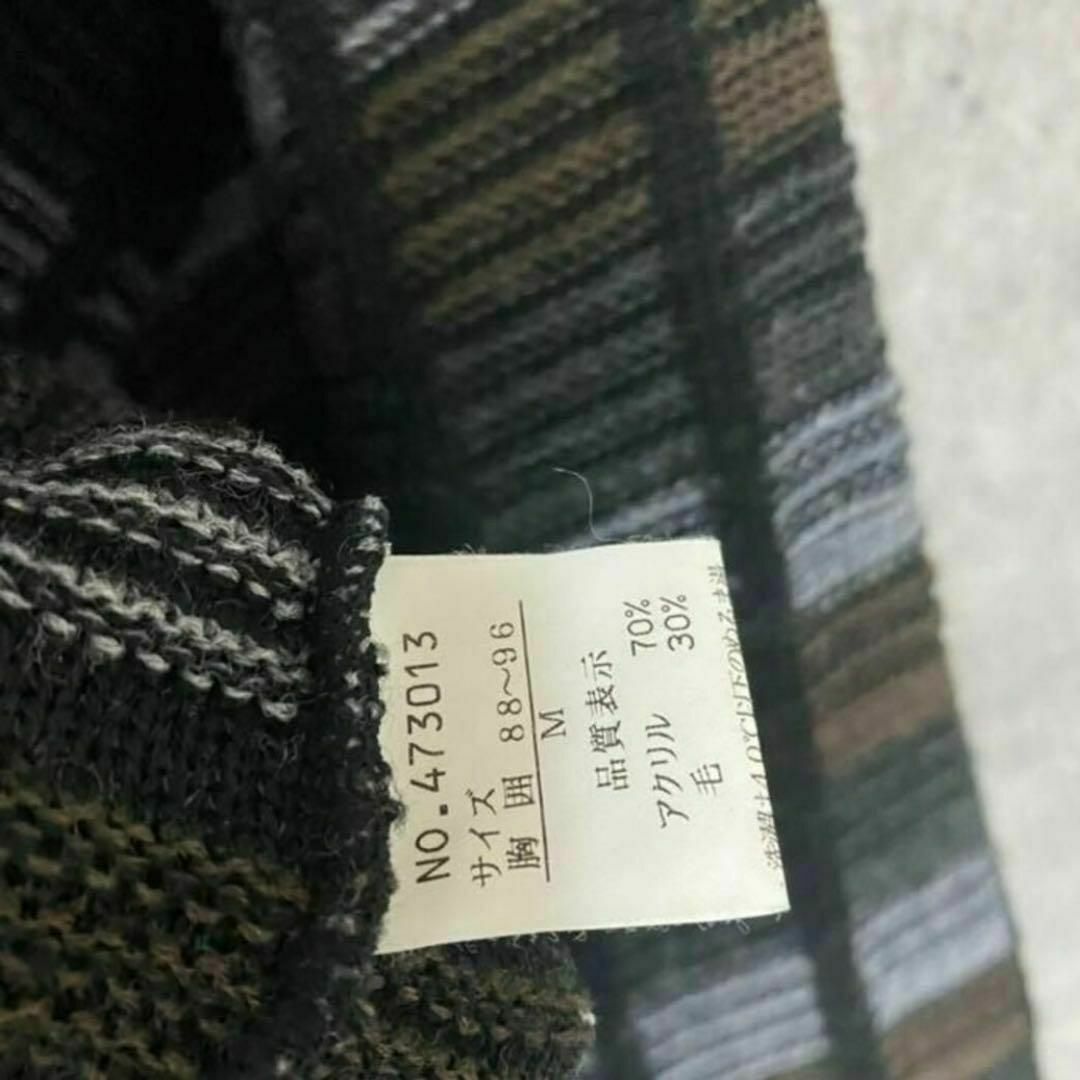 NO.473013
サイズ
胸 囲 88~96
M
品質表示
アクリル 70%
毛 30%